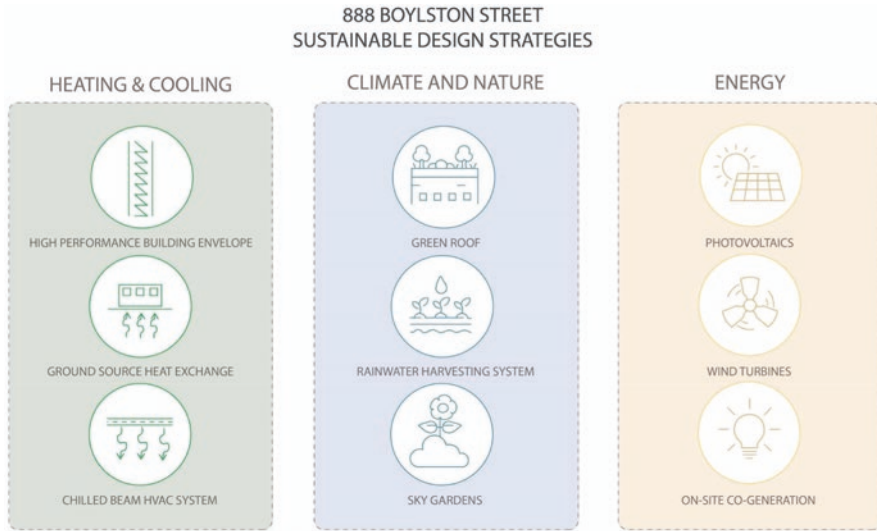 888 BOYLSTON STREET
SUSTAINABLE DESIGN STRATEGIES
HEATING & COOLING
HIGH PERFORMANCE BUILDING ENVELOPE
GROUND SOURCE HEAT EXCHANGE
CHILLED BEAM HVAC SYSTEM
CLIMATE AND NATURE
GREEN ROOF
RAINWATER HARVESTING SYSTEM
SKY GARDENS
ENERGY
PHOTOVOLTAICS
WIND TURBINES
ON-SITE CO-GENERATION